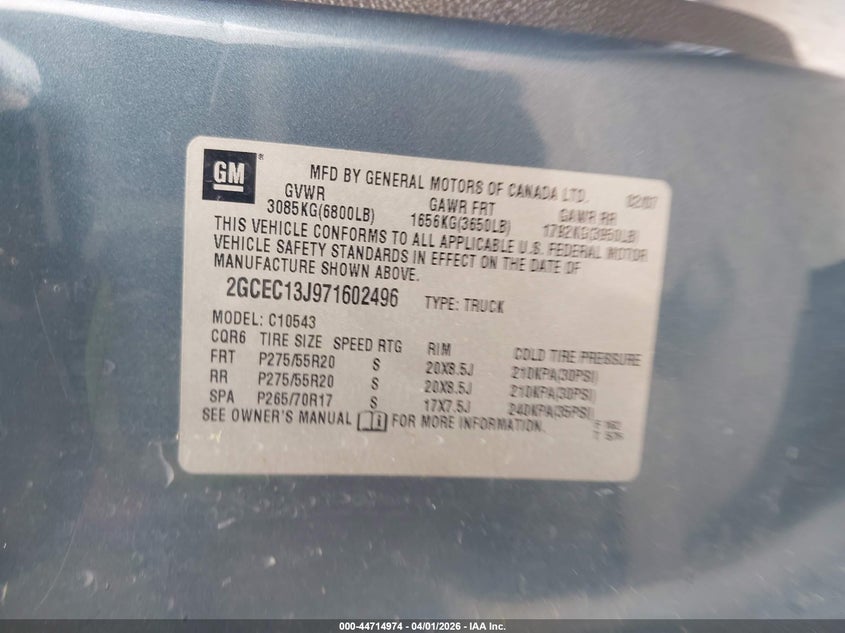 GM ® MFD BY GENERAL MOTORS OF CANADA LTD. 02/07
GVWR GAWR FRT GAWR RR
3085KG(6800LB) 1656KG(3650LB) 1792KG(3950LB)
THIS VEHICLE CONFORMS TO ALL APPLICABLE U.S. FEDERAL MOTOR
VEHICLE SAFETY STANDARDS IN EFFECT ON THE DATE OF
MANUFACTURE SHOWN ABOVE.
2GCEC13J971602496 TYPE: TRUCK
MODEL: C10543
CQR6 TIRE SIZE SPEED RTG RIM COLD TIRE PRESSURE
FRT P275/55R20 S 20X8.5J 210KPA(30PSI)
RR P275/55R20 S 20X8.5J 210KPA(30PSI)
SPA P265/70R17 S 17X7.5J 240KPA(35PSI)
SEE OWNER'S MANUAL FOR MORE INFORMATION.
000-44714974 - 04/01/2026 - IAA Inc.